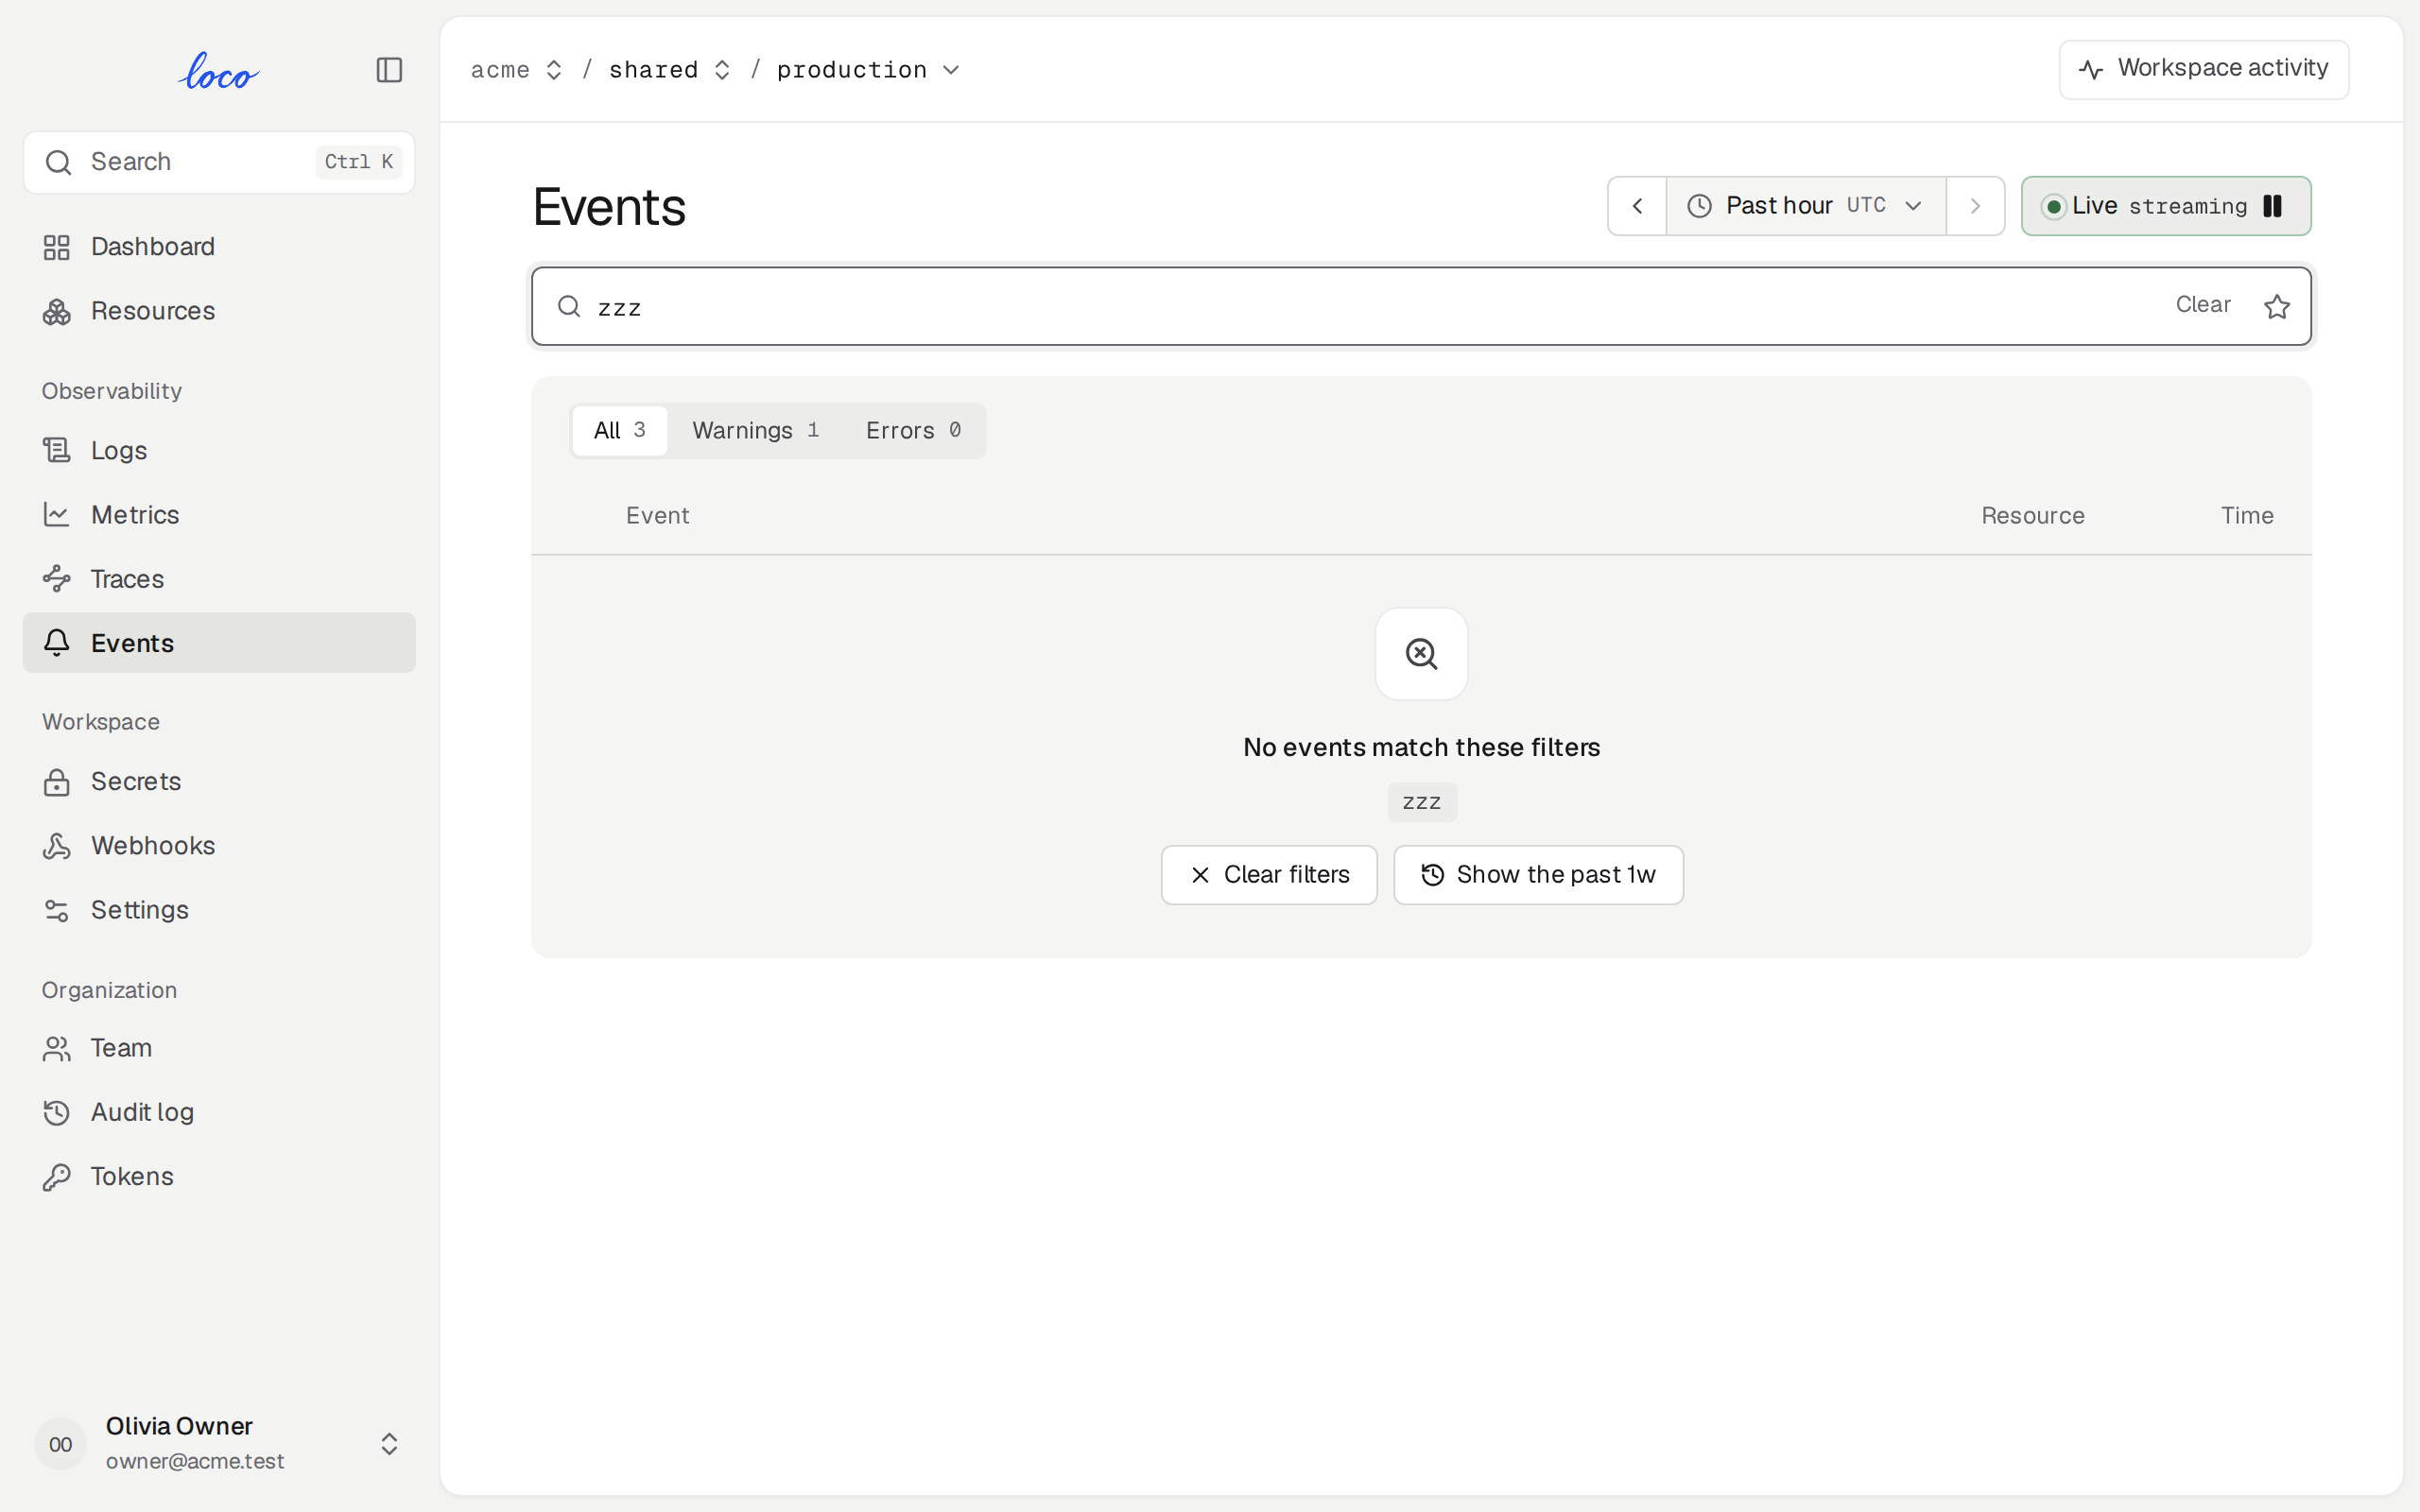 loco
acme / shared / production
Workspace activity
Search Ctrl K
Dashboard
Resources
Observability
Logs
Metrics
Traces
Events
Workspace
Secrets
Webhooks
Settings
Organization
Team
Audit log
Tokens
OO
Olivia Owner
owner@acme.test
Events
Past hour UTC
Live streaming
zzz
Clear
All 3 Warnings 1 Errors 0
Event Resource Time
No events match these filters
zzz
Clear filters
Show the past 1w